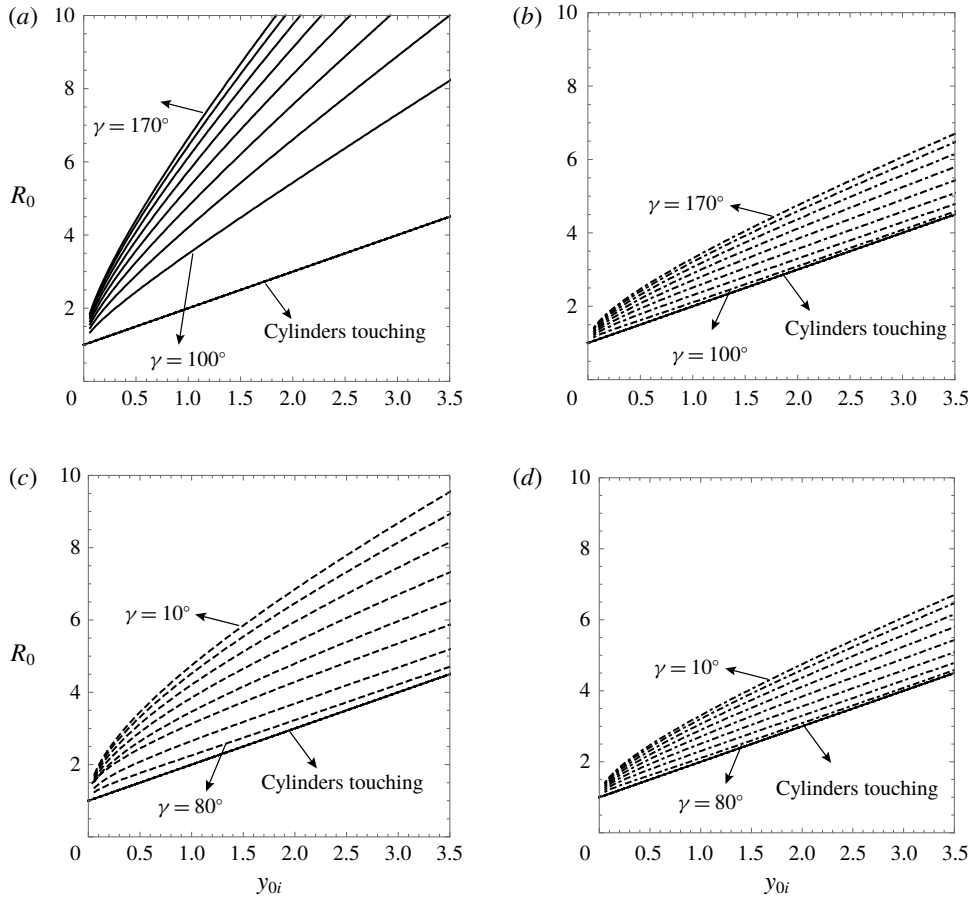 (a)
10
8
6
4
2
R0
γ = 170°
γ = 100°
Cylinders touching
0 0.5 1.0 1.5 2.0 2.5 3.0 3.5
(b)
10
8
6
4
2
γ = 170°
γ = 100°
Cylinders touching
0 0.5 1.0 1.5 2.0 2.5 3.0 3.5
(c)
10
8
6
4
2
R0
γ = 10°
γ = 80°
Cylinders touching
0 0.5 1.0 1.5 2.0 2.5 3.0 3.5
y0i
(d)
10
8
6
4
2
γ = 10°
γ = 80°
Cylinders touching
0 0.5 1.0 1.5 2.0 2.5 3.0 3.5
y0i